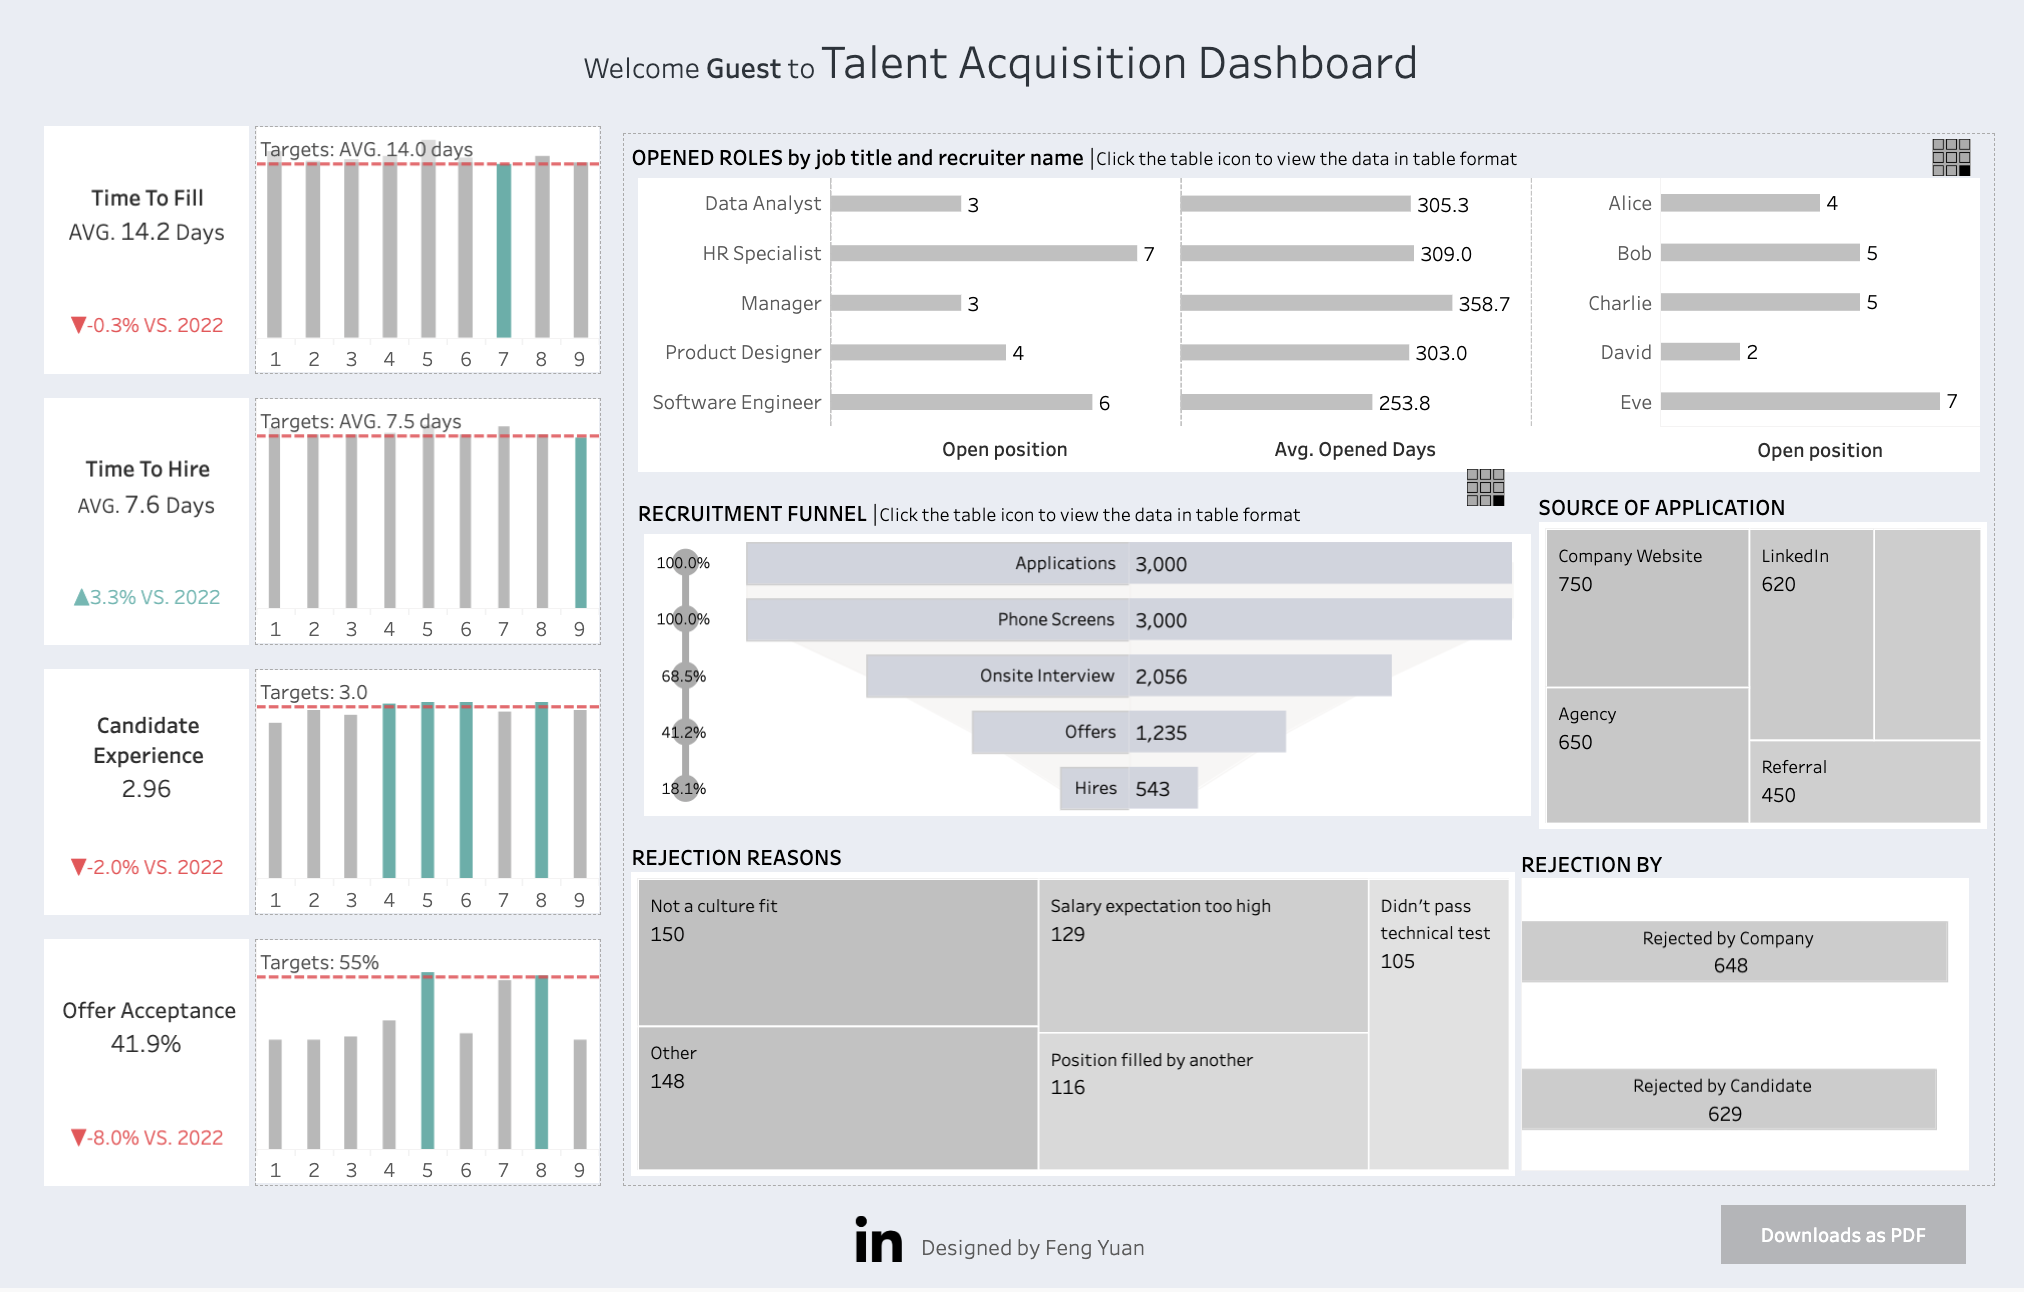 Welcome Guest to Talent Acquisition Dashboard
Time To Fill
AVG. 14.2 Days
▼-0.3% VS. 2022
Targets: AVG. 14.0 days
1 2 3 4 5 6 7 8 9
Time To Hire
AVG. 7.6 Days
▲3.3% VS. 2022
Targets: AVG. 7.5 days
1 2 3 4 5 6 7 8 9
Candidate
Experience
2.96
▼-2.0% VS. 2022
Targets: 3.0
1 2 3 4 5 6 7 8 9
Offer Acceptance
41.9%
▼-8.0% VS. 2022
Targets: 55%
1 2 3 4 5 6 7 8 9
OPENED ROLES by job title and recruiter name |Click the table icon to view the data in table format
Data Analyst 3 305.3 Alice 4
HR Specialist 7 309.0 Bob 5
Manager 3 358.7 Charlie 5
Product Designer 4 303.0 David 2
Software Engineer 6 253.8 Eve 7
Open position Avg. Opened Days Open position
RECRUITMENT FUNNEL |Click the table icon to view the data in table format
100.0% Applications 3,000
100.0% Phone Screens 3,000
68.5% Onsite Interview 2,056
41.2% Offers 1,235
18.1% Hires 543
SOURCE OF APPLICATION
Company Website
750
LinkedIn
620
Agency
650
Referral
450
REJECTION REASONS
Not a culture fit
150
Other
148
Salary expectation too high
129
Position filled by another
116
Didn't pass
technical test
105
REJECTION BY
Rejected by Company
648
Rejected by Candidate
629
in Designed by Feng Yuan
Downloads as PDF